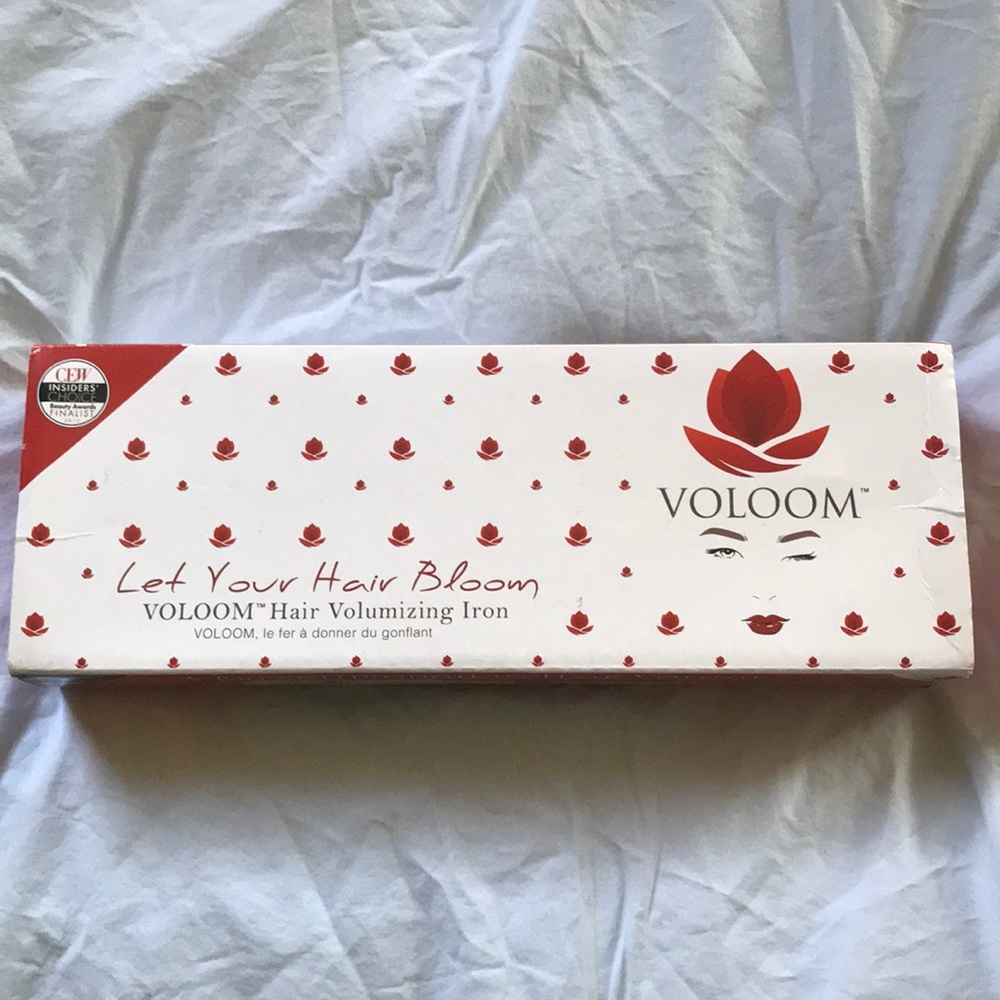 CEW
INSIDERS'
CHOICE
Beauty Awards
FINALIST
VOLOOM™
Let Your Hair Bloom
VOLOOM™ Hair Volumizing Iron
VOLOOM, le fer à donner du gonflant